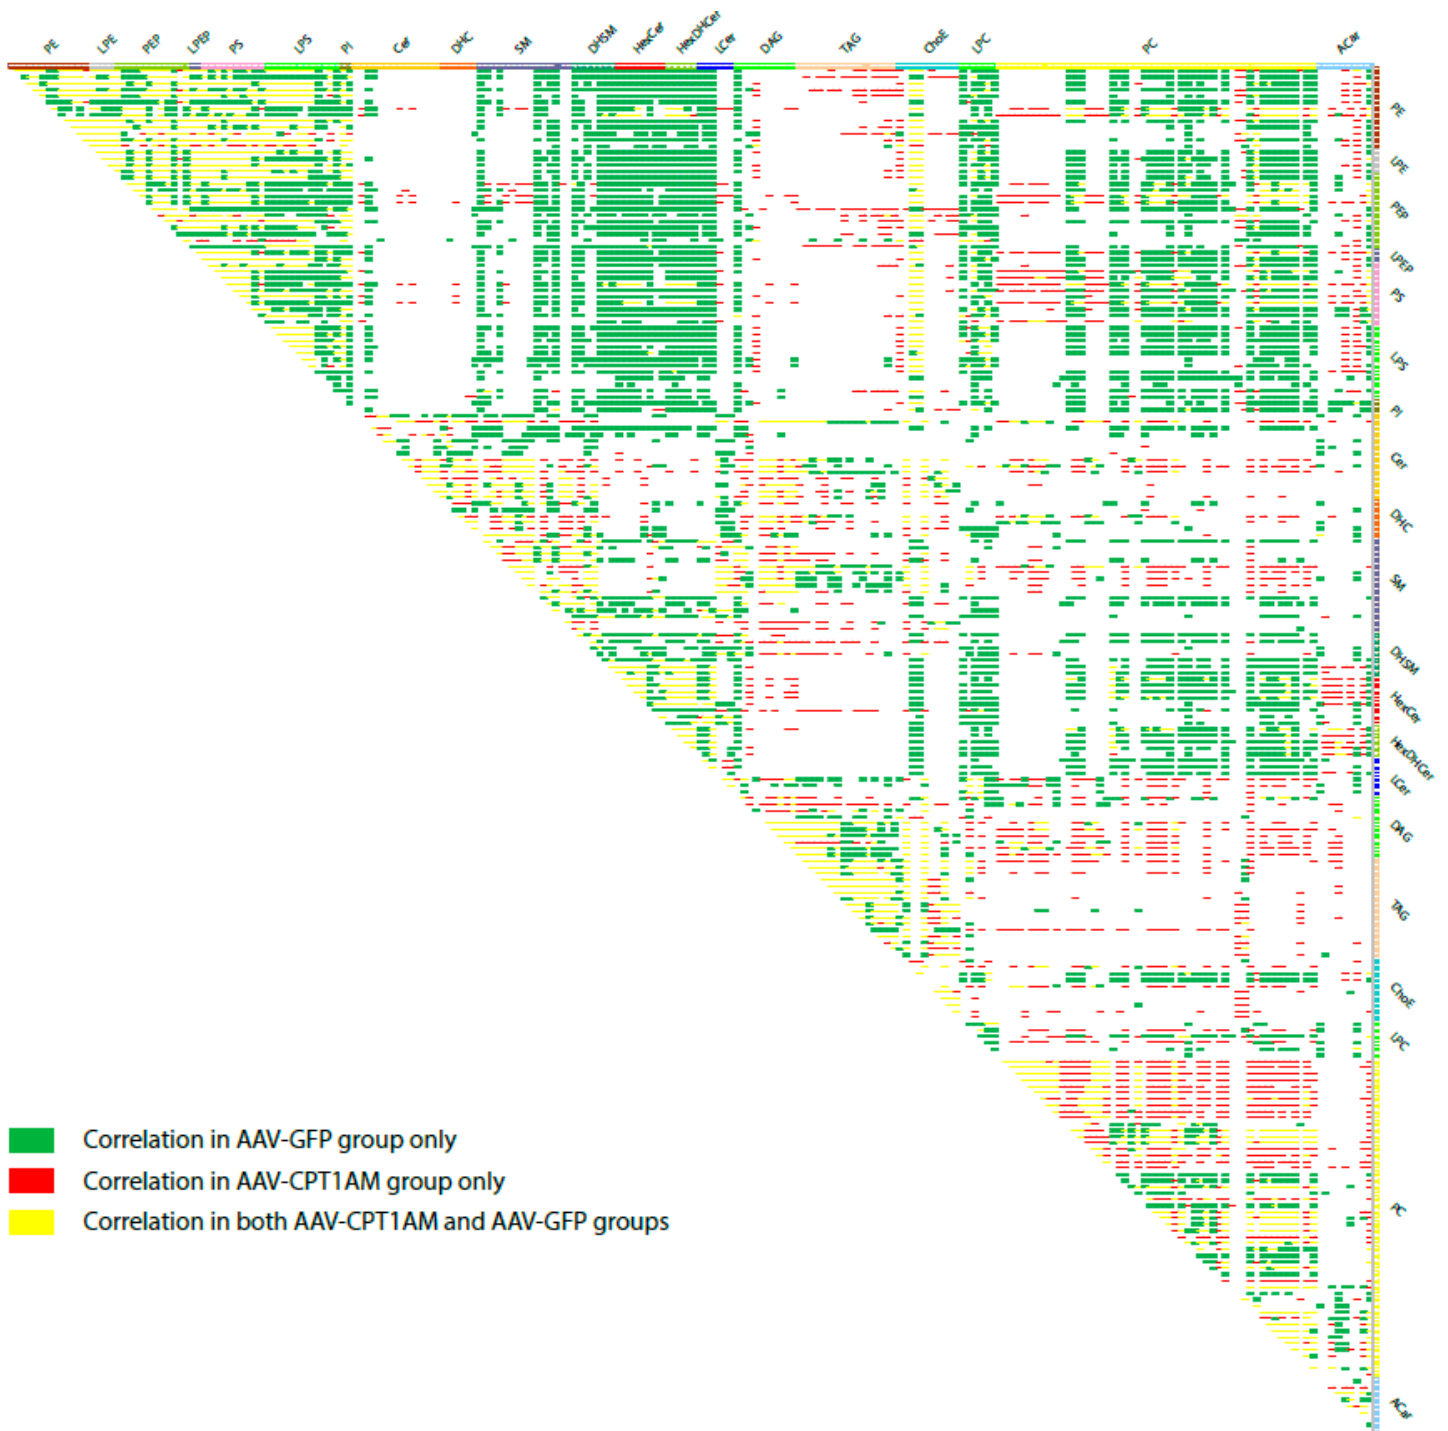 PE
LPE
PEP
LPEP
PS
LPS
PI
Cer
DHC
SM
DHSM
HexCer
HexDHCer
LCer
DAG
TAG
ChoE
LPC
PC
ACar
PE
LPE
PEP
LPEP
PS
LPS
PI
Cer
DHC
SM
DHSM
HexCer
HexDHCer
LCer
DAG
TAG
ChoE
LPC
PC
ACar
Correlation in AAV-GFP group only
Correlation in AAV-CPT1AM group only
Correlation in both AAV-CPT1AM and AAV-GFP groups